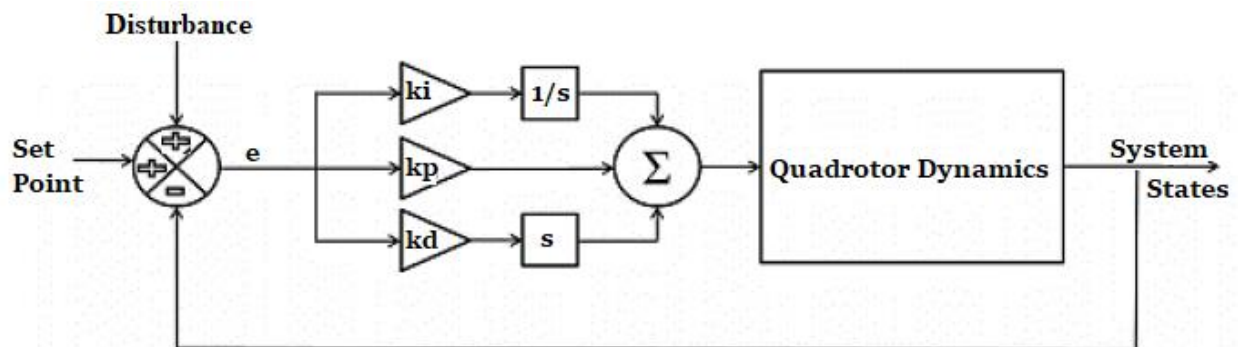 Disturbance
Set
Point
+
+
-
e
ki
1/s
kp
kd
s
Σ
Quadrotor Dynamics
System
States